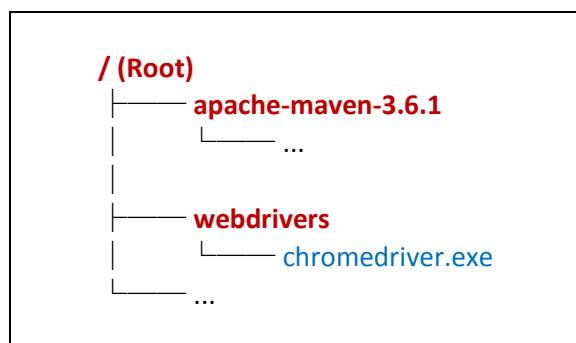 / (Root)
├─── apache-maven-3.6.1
│ └─── ...
│
├─── webdrivers
│ └─── chromedriver.exe
└─── ...